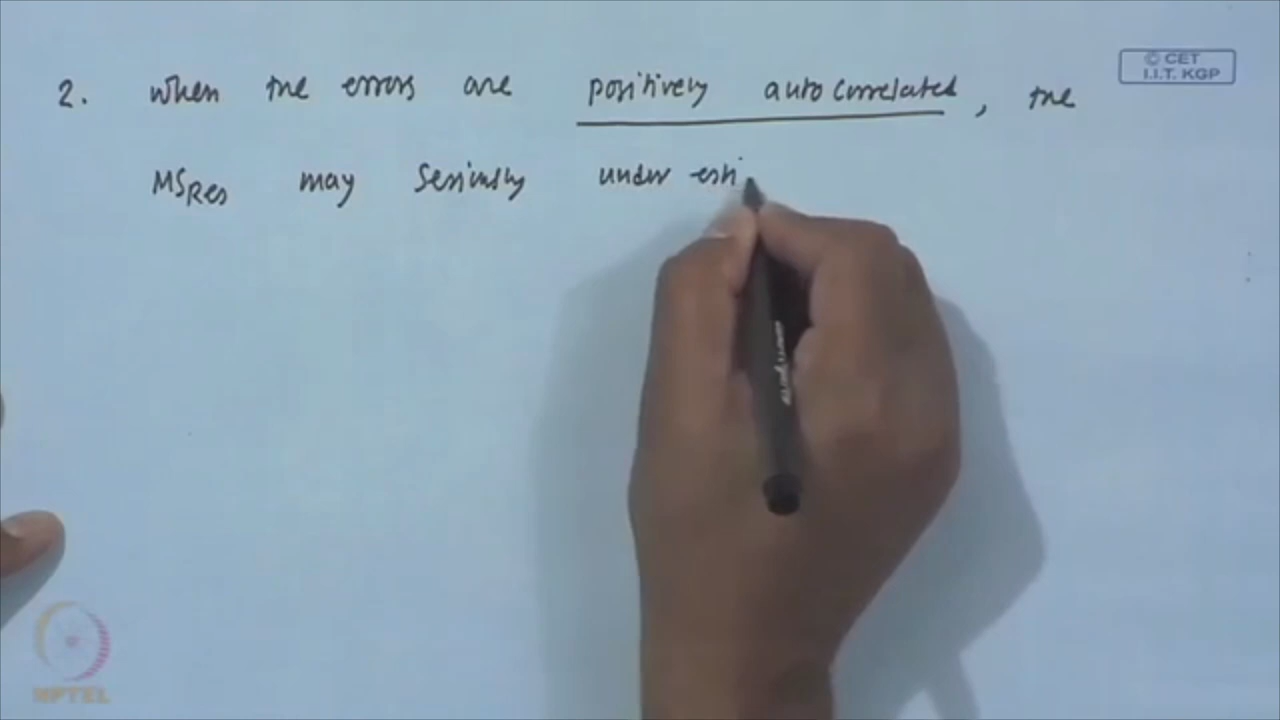 © CET
I.I.T. KGP
2. When the errors are positively autocorrelated, the
MSRes may seriously under esti
NPTEL